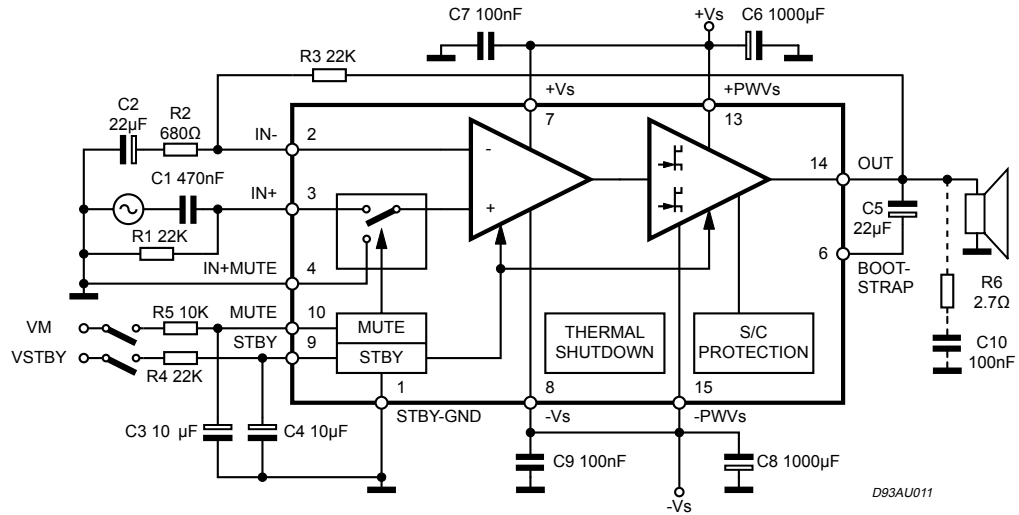 C7 100nF
+Vs
C6 1000µF
R3 22K
+Vs
+PWVs
C2
22µF
R2
680Ω
IN-
2
7
13
-
14
OUT
C1 470nF
IN+
3
+
C5
22µF
R1 22K
IN+MUTE
4
6
BOOT-
STRAP
R6
2.7Ω
VM
R5 10K
MUTE
10
MUTE
THERMAL
SHUTDOWN
S/C
PROTECTION
C10
100nF
VSTBY
R4 22K
STBY
9
STBY
1
8
15
STBY-GND
-Vs
-PWVs
C3 10 µF
C4 10µF
C9 100nF
C8 1000µF
-Vs
D93AU011